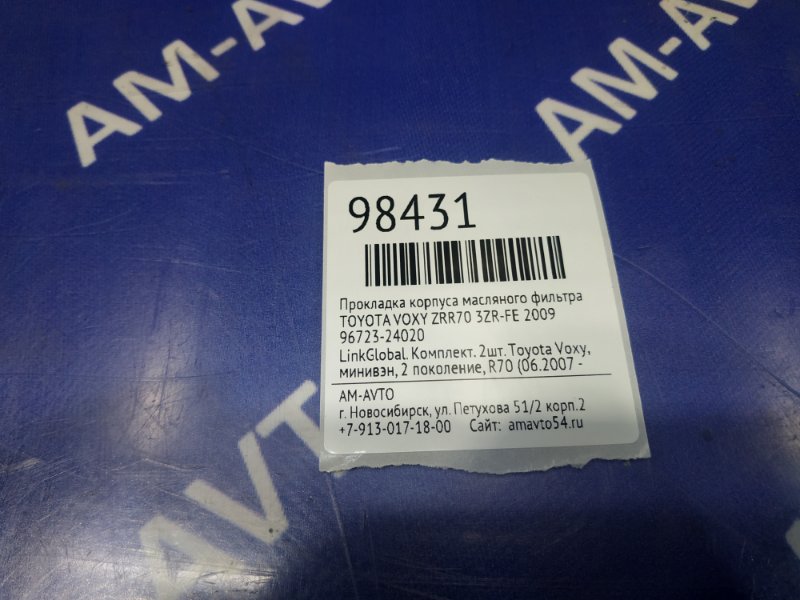 AM-AVT
AM-AVT
98431
Прокладка корпуса масляного фильтра
TOYOTA VOXY ZRR70 3ZR-FE 2009
96723-24020
LinkGlobal. Комплект. 2шт. Toyota Voxy,
минивэн, 2 поколение, R70 (06.2007 -
AM-AVTO
г. Новосибирск, ул. Петухова 51/2 корп.2
+7-913-017-18-00 Сайт: amavto54.ru
AVT